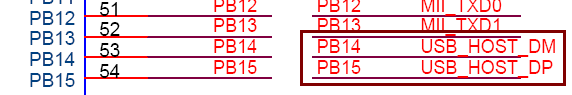 51 PB12 PB12 MII_TXD0
PB12
52 PB13 PB13 MII_TXD1
PB13
53 PB14 PB14 USB_HOST_DM
PB14
54 PB15 PB15 USB_HOST_DP
PB15